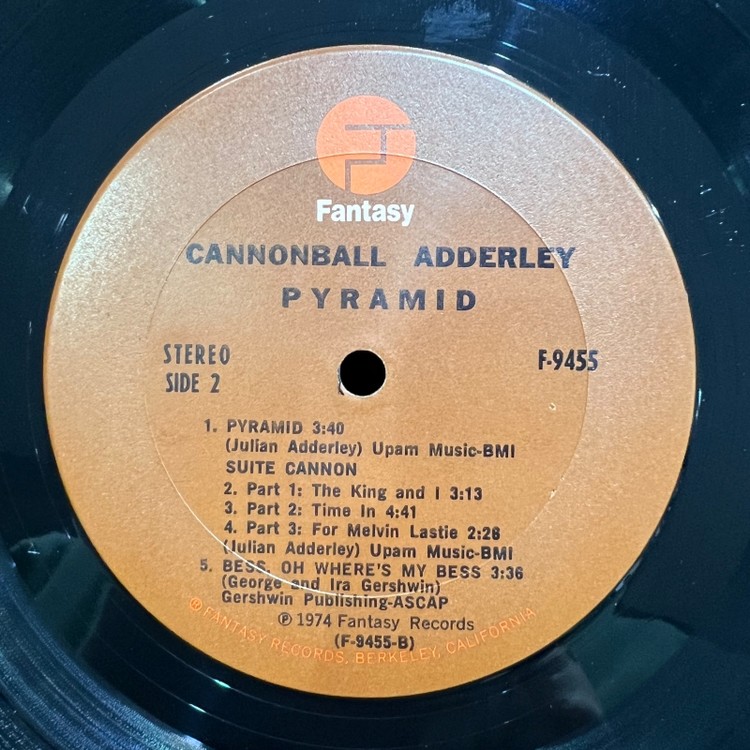 Fantasy
CANNONBALL ADDERLEY
PYRAMID
STEREO
SIDE 2
F-9455
1. PYRAMID 3:40
(Julian Adderley) Upam Music-BMI
SUITE CANNON
2. Part 1: The King and I 3:13
3. Part 2: Time In 4:41
4. Part 3: For Melvin Lastie 2:26
(Julian Adderley) Upam Music-BMI
5. BESS, OH WHERE'S MY BESS 3:36
(George and Ira Gershwin)
Gershwin Publishing-ASCAP
℗ 1974 Fantasy Records
(F-9455-B)
® FANTASY RECORDS, BERKELEY, CALIFORNIA